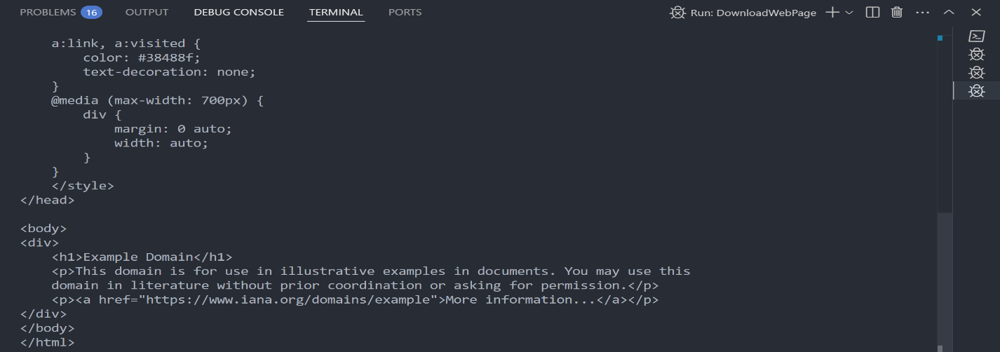 PROBLEMS 16 OUTPUT DEBUG CONSOLE TERMINAL PORTS Run: DownloadWebPage
    a:link, a:visited {
        color: #38488f;
        text-decoration: none;
    }
    @media (max-width: 700px) {
        div {
            margin: 0 auto;
            width: auto;
        }
    }
    </style>
</head>
<body>
<div>
    <h1>Example Domain</h1>
    <p>This domain is for use in illustrative examples in documents. You may use this
    domain in literature without prior coordination or asking for permission.</p>
    <p><a href="https://www.iana.org/domains/example">More information...</a></p>
</div>
</body>
</html>